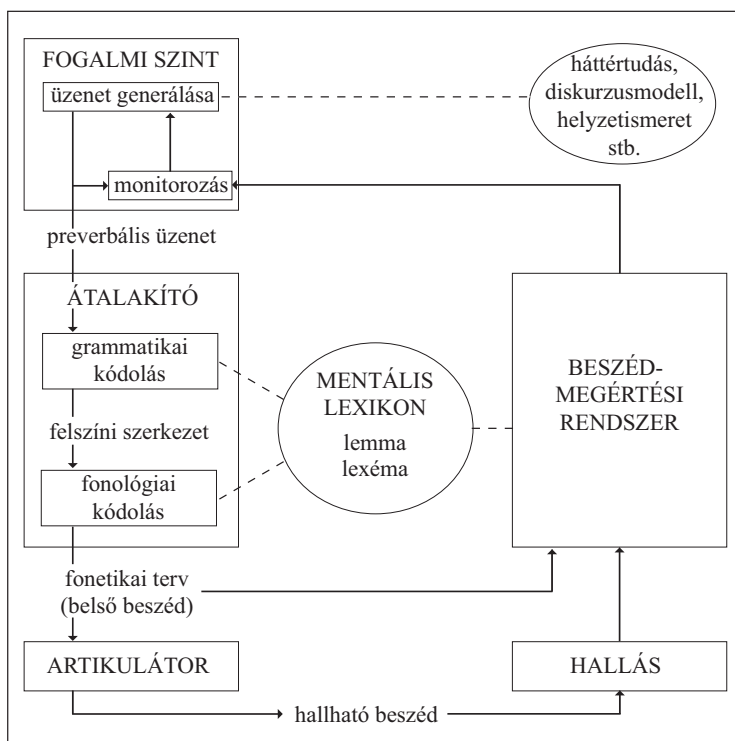 FOGALMI SZINT
üzenet generálása
monitorozás
háttértudás,
diskurzusmodell,
helyzetismeret
stb.
preverbális üzenet
ÁTALAKÍTÓ
grammatikai
kódolás
felszíni szerkezet
fonológiai
kódolás
MENTÁLIS
LEXIKON
lemma
lexéma
BESZÉD-
MEGÉRTÉSI
RENDSZER
fonetikai terv
(belső beszéd)
ARTIKULÁTOR
hallható beszéd
HALLÁS